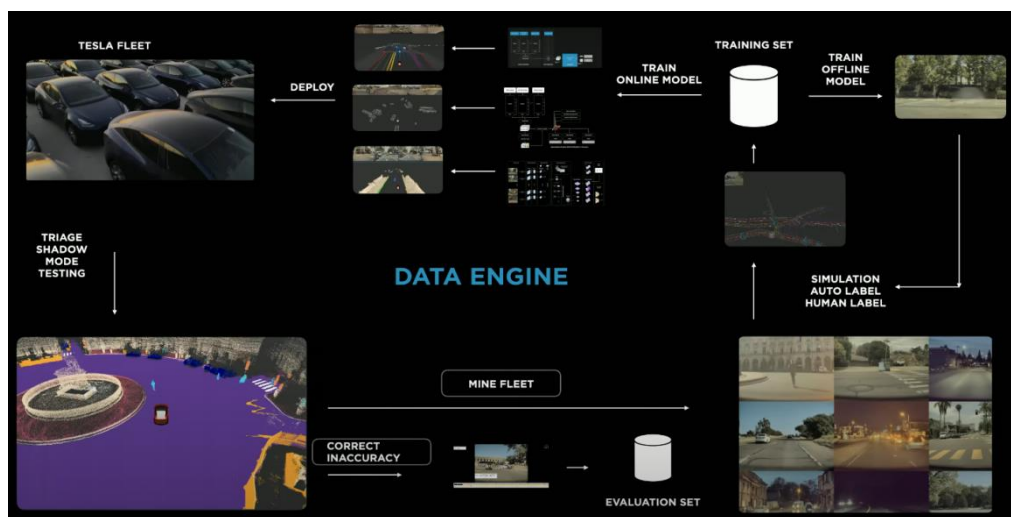 TESLA FLEET
DEPLOY
TRAIN
ONLINE MODEL
TRAINING SET
TRAIN
OFFLINE
MODEL
TRIAGE
SHADOW
MODE
TESTING
DATA ENGINE
SIMULATION
AUTO LABEL
HUMAN LABEL
MINE FLEET
CORRECT
INACCURACY
EVALUATION SET